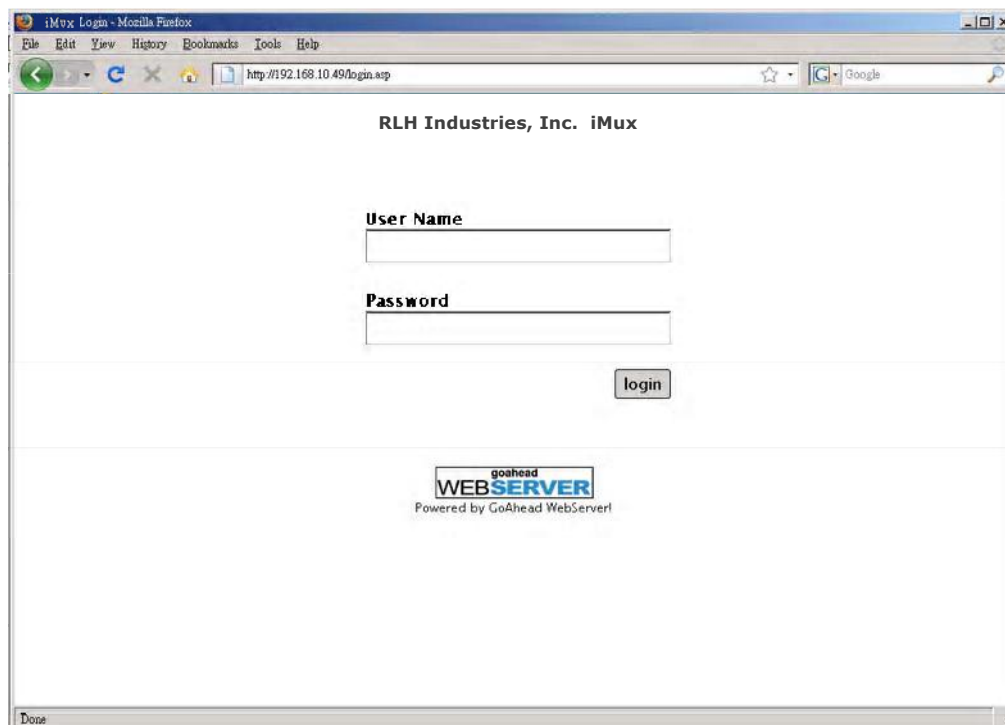 iMux Login - Mozilla Firefox
File Edit View History Bookmarks Tools Help
http://192.168.10.49/login.asp
G Google
RLH Industries, Inc. iMux
User Name
Password
login
goahead
WEBSERVER
Powered by GoAhead WebServer!
Done